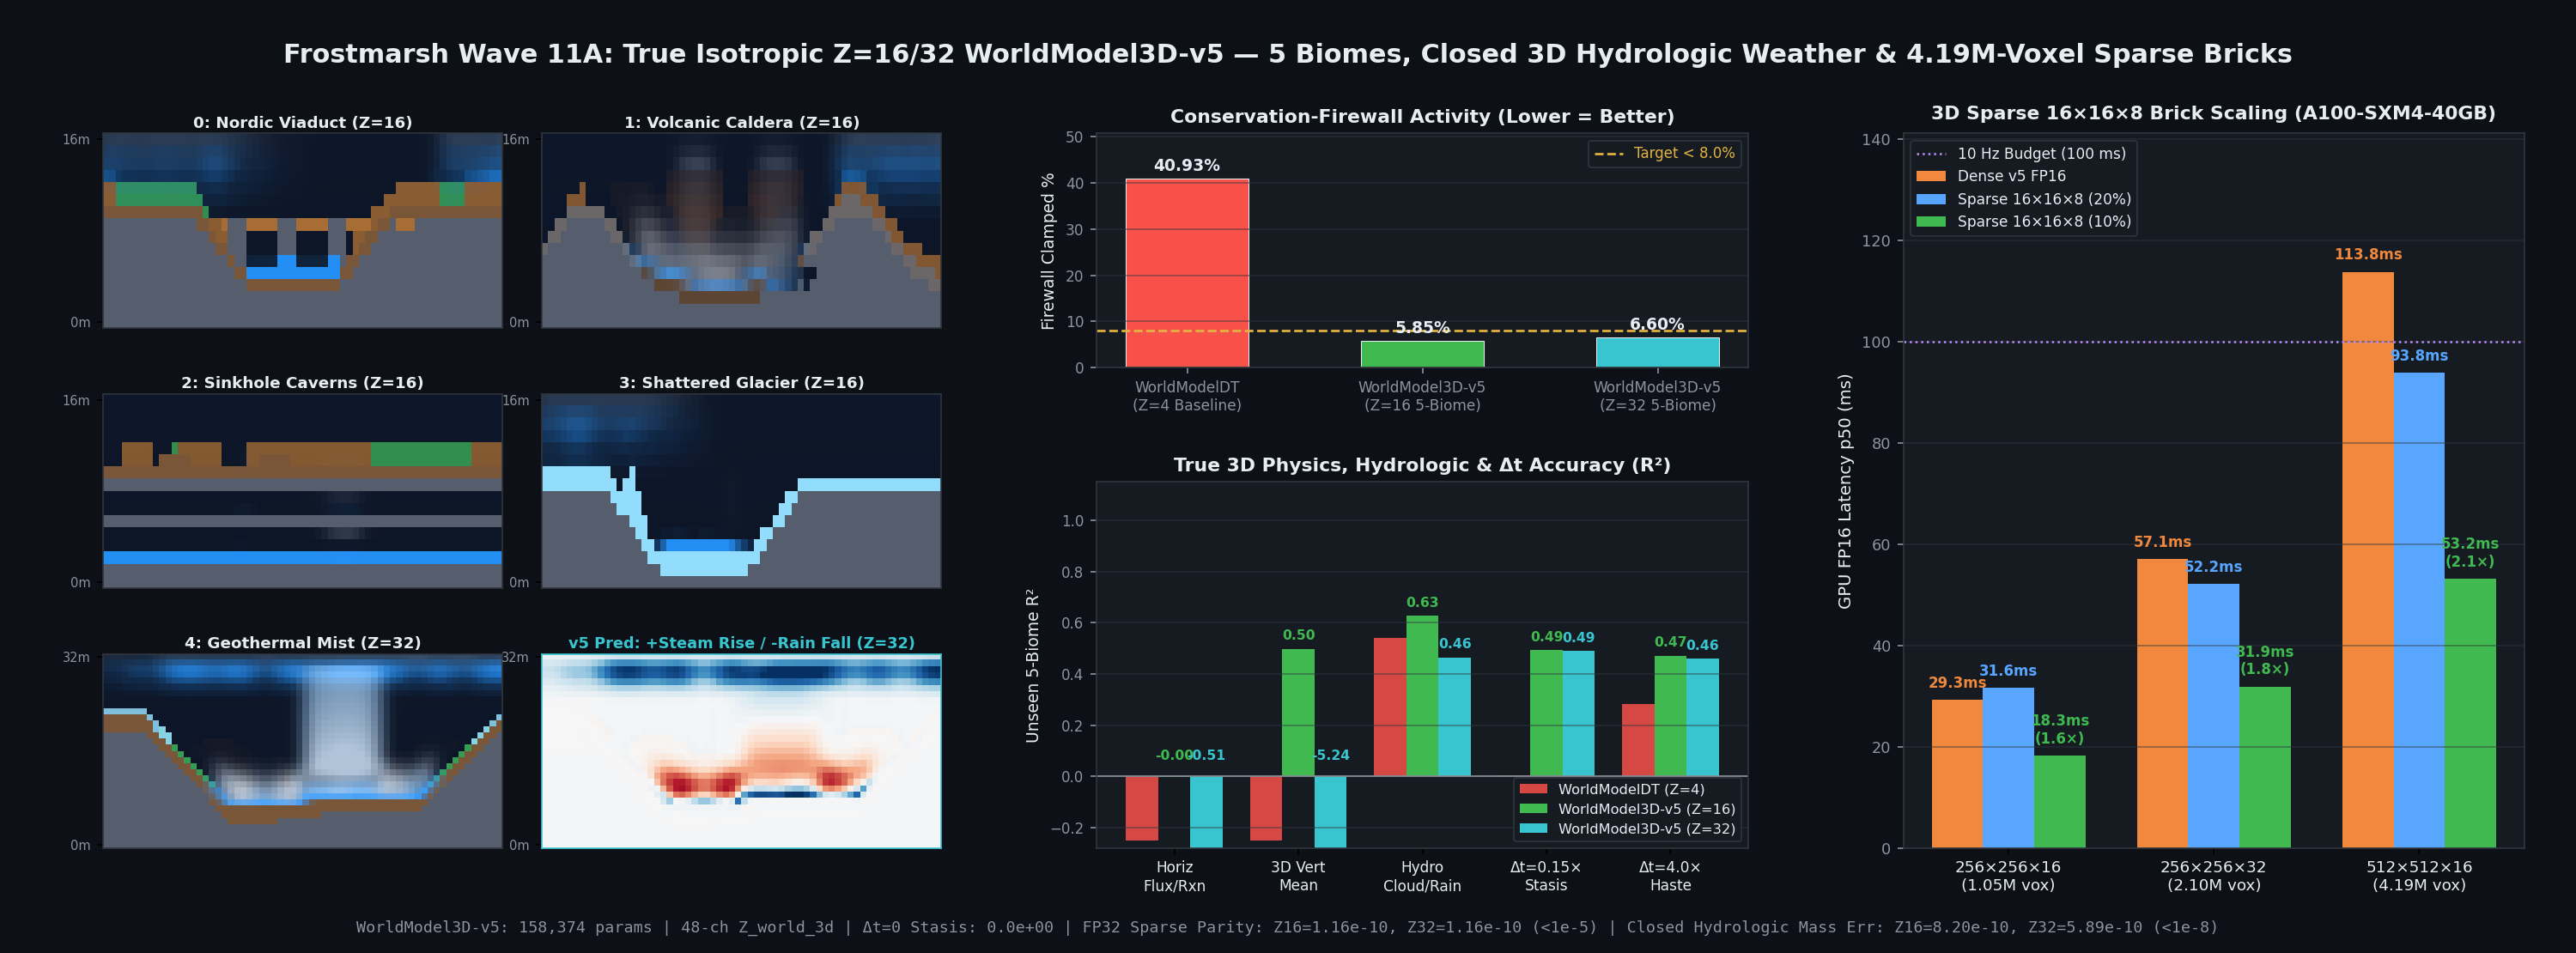 Frostmarsh Wave 11A: True Isotropic Z=16/32 WorldModel3D-v5 — 5 Biomes, Closed 3D Hydrologic Weather & 4.19M-Voxel Sparse Bricks
0: Nordic Viaduct (Z=16)
16m
0m
1: Volcanic Caldera (Z=16)
16m
0m
2: Sinkhole Caverns (Z=16)
16m
0m
3: Shattered Glacier (Z=16)
16m
0m
4: Geothermal Mist (Z=32)
32m
0m
v5 Pred: +Steam Rise / -Rain Fall (Z=32)
32m
0m
Conservation-Firewall Activity (Lower = Better)
Firewall Clamped %
50
40
30
20
10
0
Target < 8.0%
40.93%
5.85%
6.60%
WorldModelDT
(Z=4 Baseline)
WorldModel3D-v5
(Z=16 5-Biome)
WorldModel3D-v5
(Z=32 5-Biome)
True 3D Physics, Hydrologic & Δt Accuracy (R²)
Unseen 5-Biome R²
1.0
0.8
0.6
0.4
0.2
0.0
−0.2
-0.00
-0.51
0.50
-5.24
0.63
0.46
0.49
0.49
0.47
0.46
WorldModelDT (Z=4)
WorldModel3D-v5 (Z=16)
WorldModel3D-v5 (Z=32)
Horiz
Flux/Rxn
3D Vert
Mean
Hydro
Cloud/Rain
Δt=0.15×
Stasis
Δt=4.0×
Haste
3D Sparse 16×16×8 Brick Scaling (A100-SXM4-40GB)
GPU FP16 Latency p50 (ms)
140
120
100
80
60
40
20
0
10 Hz Budget (100 ms)
Dense v5 FP16
Sparse 16×16×8 (20%)
Sparse 16×16×8 (10%)
29.3ms
31.6ms
18.3ms
(1.6×)
57.1ms
52.2ms
31.9ms
(1.8×)
113.8ms
93.8ms
53.2ms
(2.1×)
256×256×16
(1.05M vox)
256×256×32
(2.10M vox)
512×512×16
(4.19M vox)
WorldModel3D-v5: 158,374 params | 48-ch Z_world_3d | Δt=0 Stasis: 0.0e+00 | FP32 Sparse Parity: Z16=1.16e-10, Z32=1.16e-10 (<1e-5) | Closed Hydrologic Mass Err: Z16=8.20e-10, Z32=5.89e-10 (<1e-8)